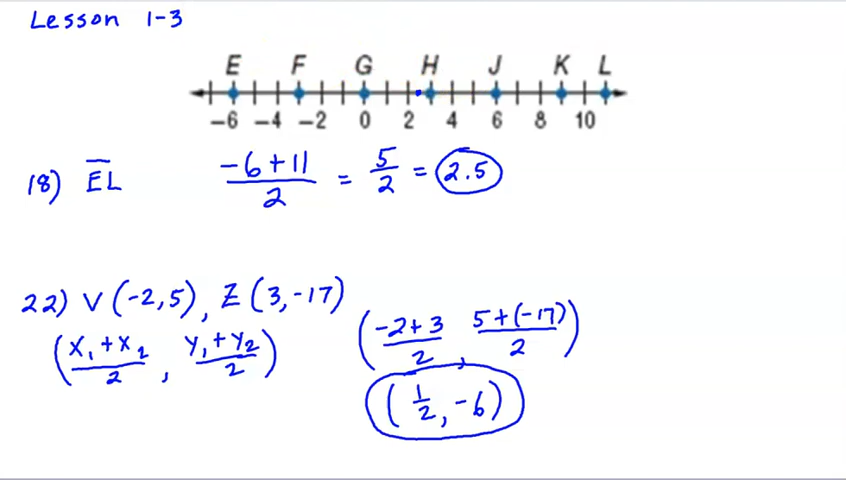 Lesson 1-3
E F G H J K L
-6 -4 -2 0 2 4 6 8 10
18) E̅L̅ (-6+11)/2 = 5/2 = 2.5
22) V(-2,5), Z(3,-17)
((x₁+x₂)/2, (y₁+y₂)/2) ((-2+3)/2, (5+(-17))/2)
(1/2, -6)